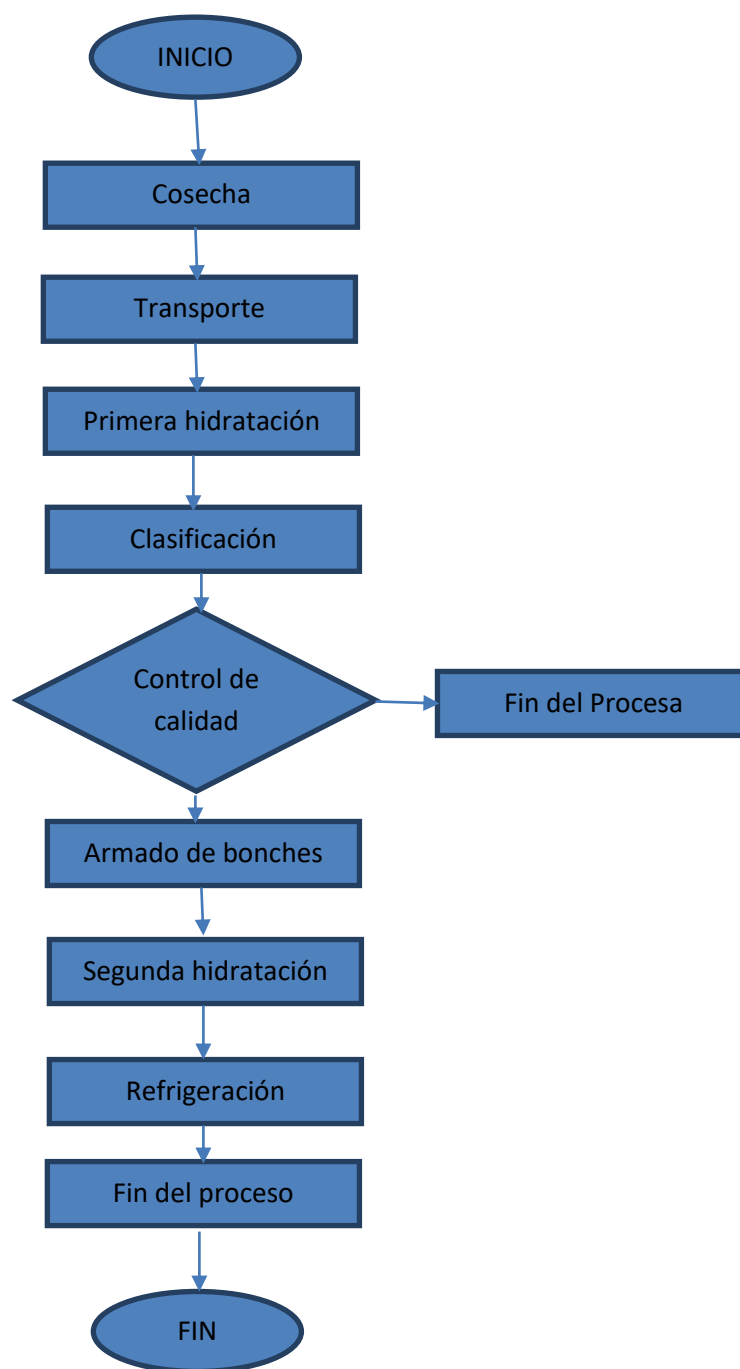 INICIO
Cosecha
Transporte
Primera hidratación
Clasificación
Control de
calidad
Fin del Procesa
Armado de bonches
Segunda hidratación
Refrigeración
Fin del proceso
FIN